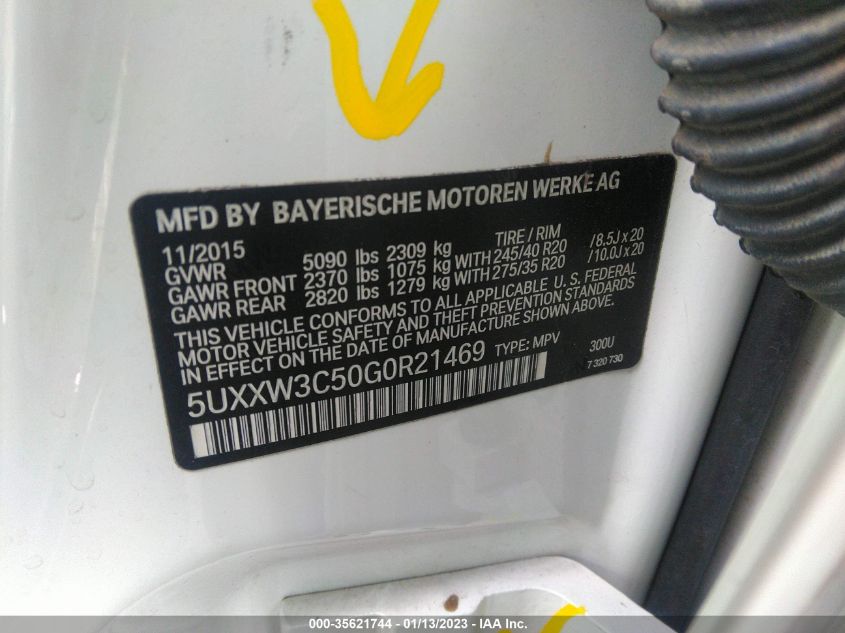 MFD BY BAYERISCHE MOTOREN WERKE AG
11/2015 TIRE / RIM
GVWR 5090 lbs 2309 kg
GAWR FRONT 2370 lbs 1075 kg WITH 245/40 R20 /8.5J x 20
GAWR REAR 2820 lbs 1279 kg WITH 275/35 R20 /10.0J x 20
THIS VEHICLE CONFORMS TO ALL APPLICABLE U. S. FEDERAL
MOTOR VEHICLE SAFETY AND THEFT PREVENTION STANDARDS
IN EFFECT ON THE DATE OF MANUFACTURE SHOWN ABOVE.
5UXXW3C50G0R21469 TYPE: MPV 300U
7 320 730
000-35621744 - 01/13/2023 - IAA Inc.